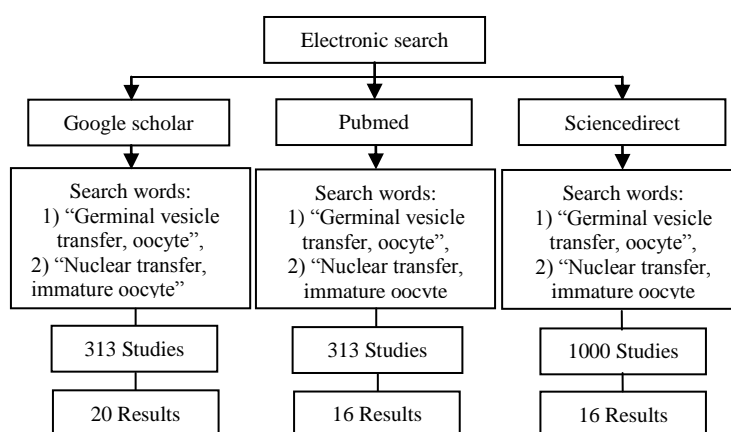 Electronic search
Google scholar
Pubmed
Sciencedirect
Search words:
1) “Germinal vesicle
transfer, oocyte”,
2) “Nuclear transfer,
immature oocyte”
Search words:
1) “Germinal vesicle
transfer, oocyte”,
2) “Nuclear transfer,
immature oocyte
Search words:
1) “Germinal vesicle
transfer, oocyte”,
2) “Nuclear transfer,
immature oocyte
313 Studies
313 Studies
1000 Studies
20 Results
16 Results
16 Results